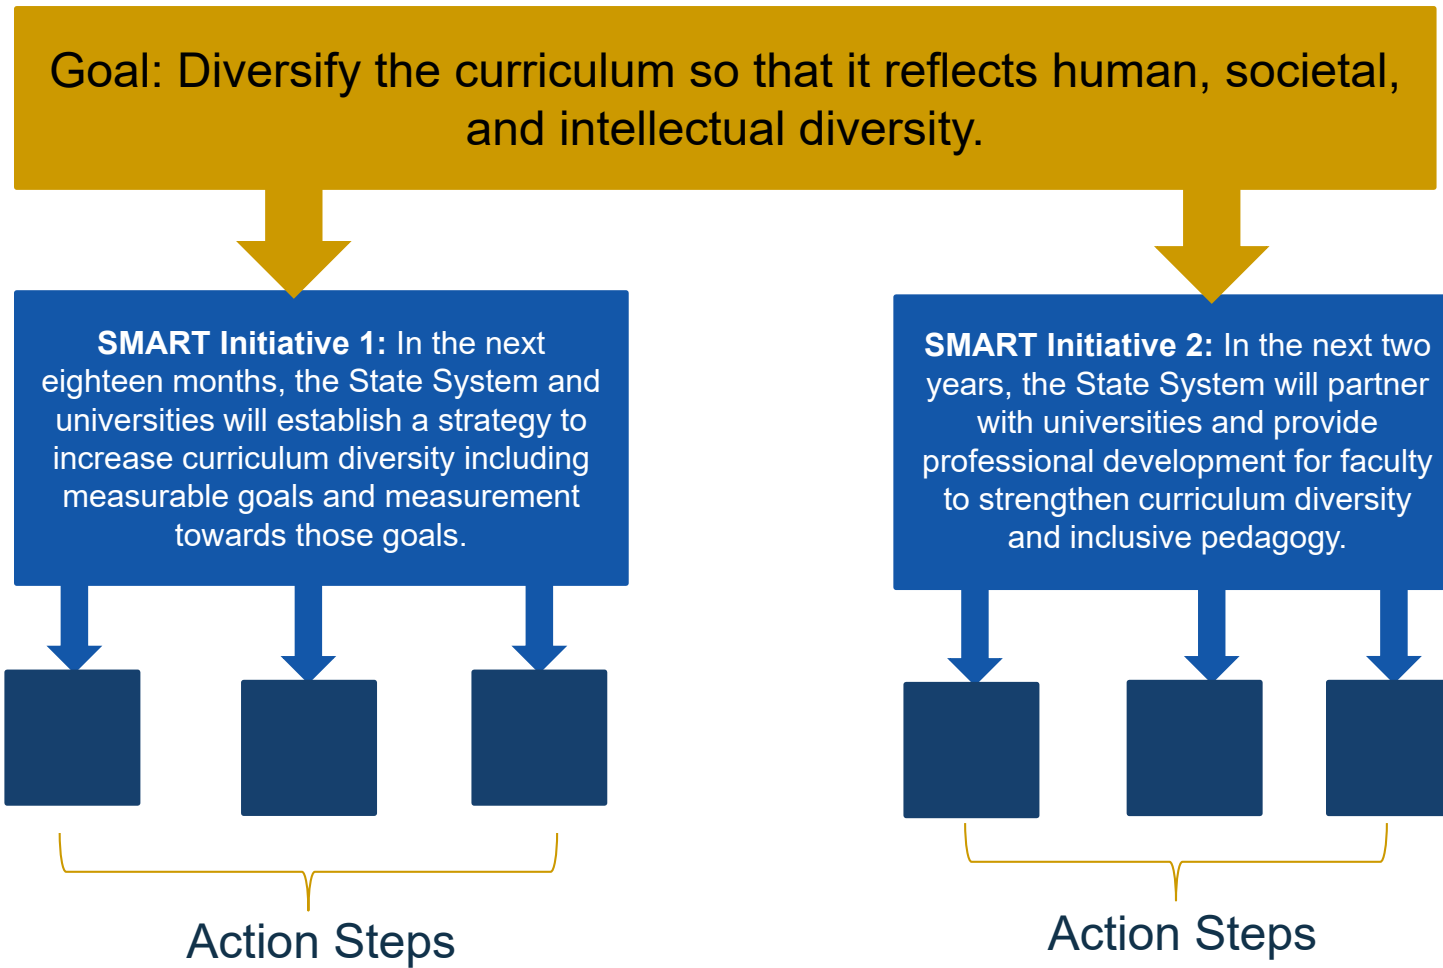 Goal: Diversify the curriculum so that it reflects human, societal,
and intellectual diversity.
SMART Initiative 1: In the next
eighteen months, the State System and
universities will establish a strategy to
increase curriculum diversity including
measurable goals and measurement
towards those goals.
SMART Initiative 2: In the next two
years, the State System will partner
with universities and provide
professional development for faculty
to strengthen curriculum diversity
and inclusive pedagogy.
Action Steps
Action Steps